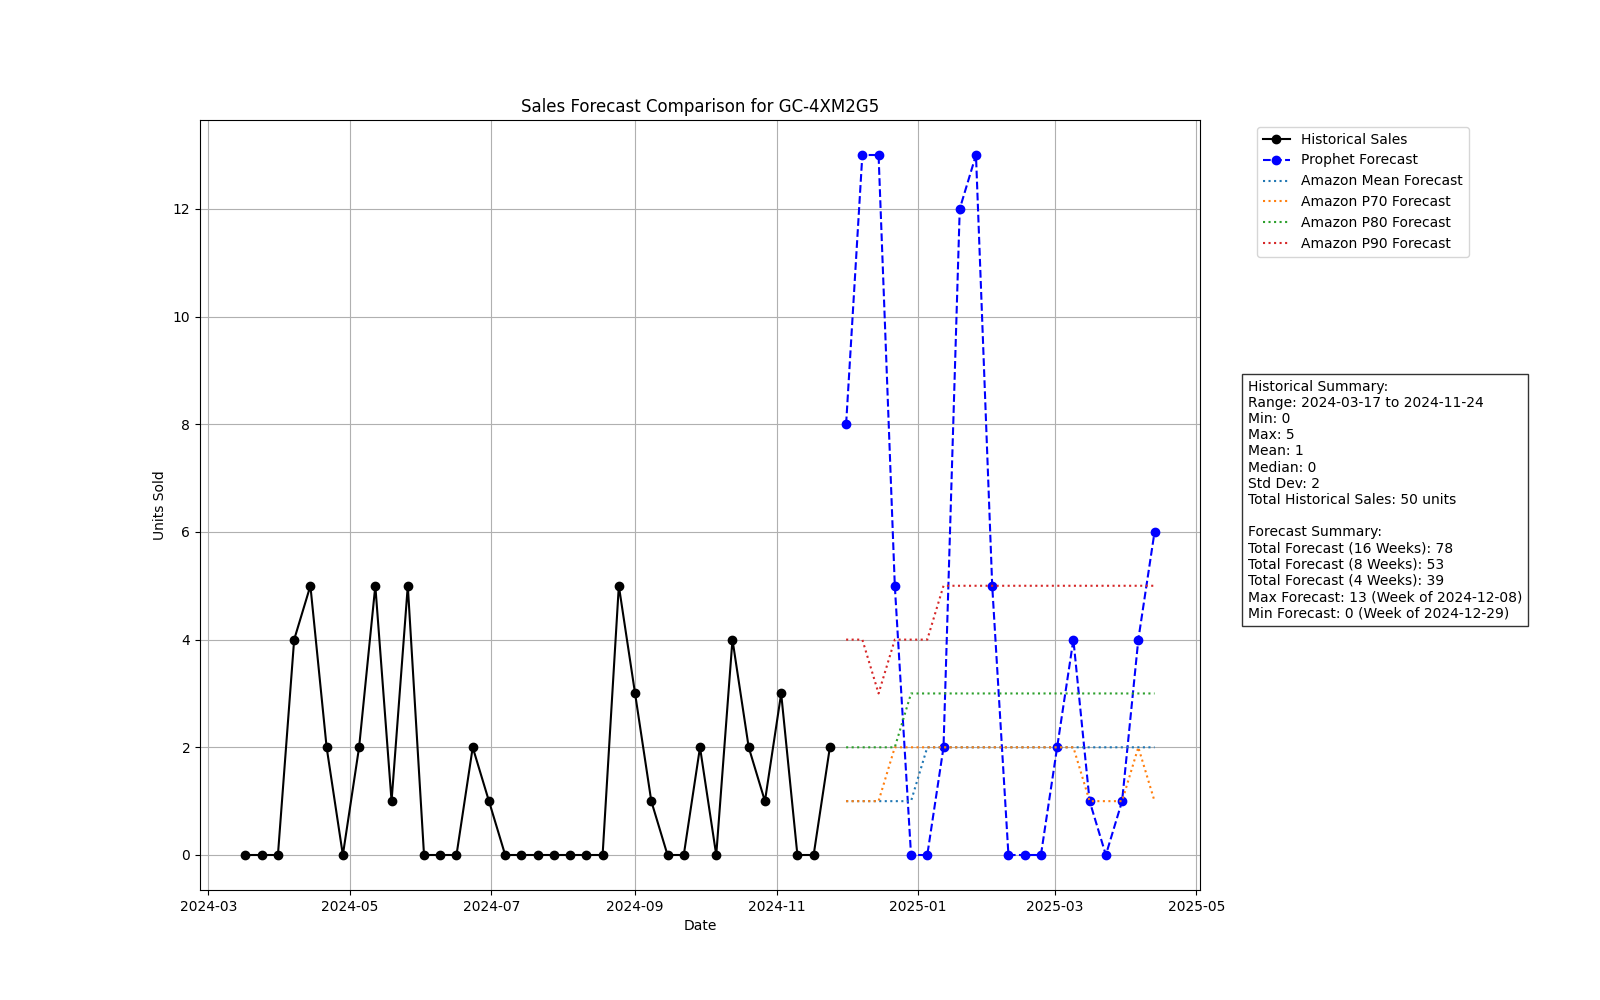 Sales Forecast Comparison for GC-4XM2G5
Historical Sales
Prophet Forecast
Amazon Mean Forecast
Amazon P70 Forecast
Amazon P80 Forecast
Amazon P90 Forecast
12
10
8
6
4
2
0
Units Sold
2024-03
2024-05
2024-07
2024-09
2024-11
2025-01
2025-03
2025-05
Date
Historical Summary:
Range: 2024-03-17 to 2024-11-24
Min: 0
Max: 5
Mean: 1
Median: 0
Std Dev: 2
Total Historical Sales: 50 units
Forecast Summary:
Total Forecast (16 Weeks): 78
Total Forecast (8 Weeks): 53
Total Forecast (4 Weeks): 39
Max Forecast: 13 (Week of 2024-12-08)
Min Forecast: 0 (Week of 2024-12-29)